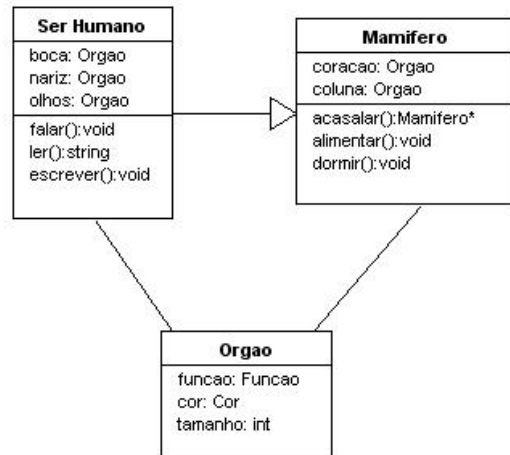 Ser Humano
boca: Orgao
nariz: Orgao
olhos: Orgao
falar():void
ler():string
escrever():void
Mamifero
coracao: Orgao
coluna: Orgao
acasalar():Mamifero*
alimentar():void
dormir():void
Orgao
funcao: Funcao
cor: Cor
tamanho: int